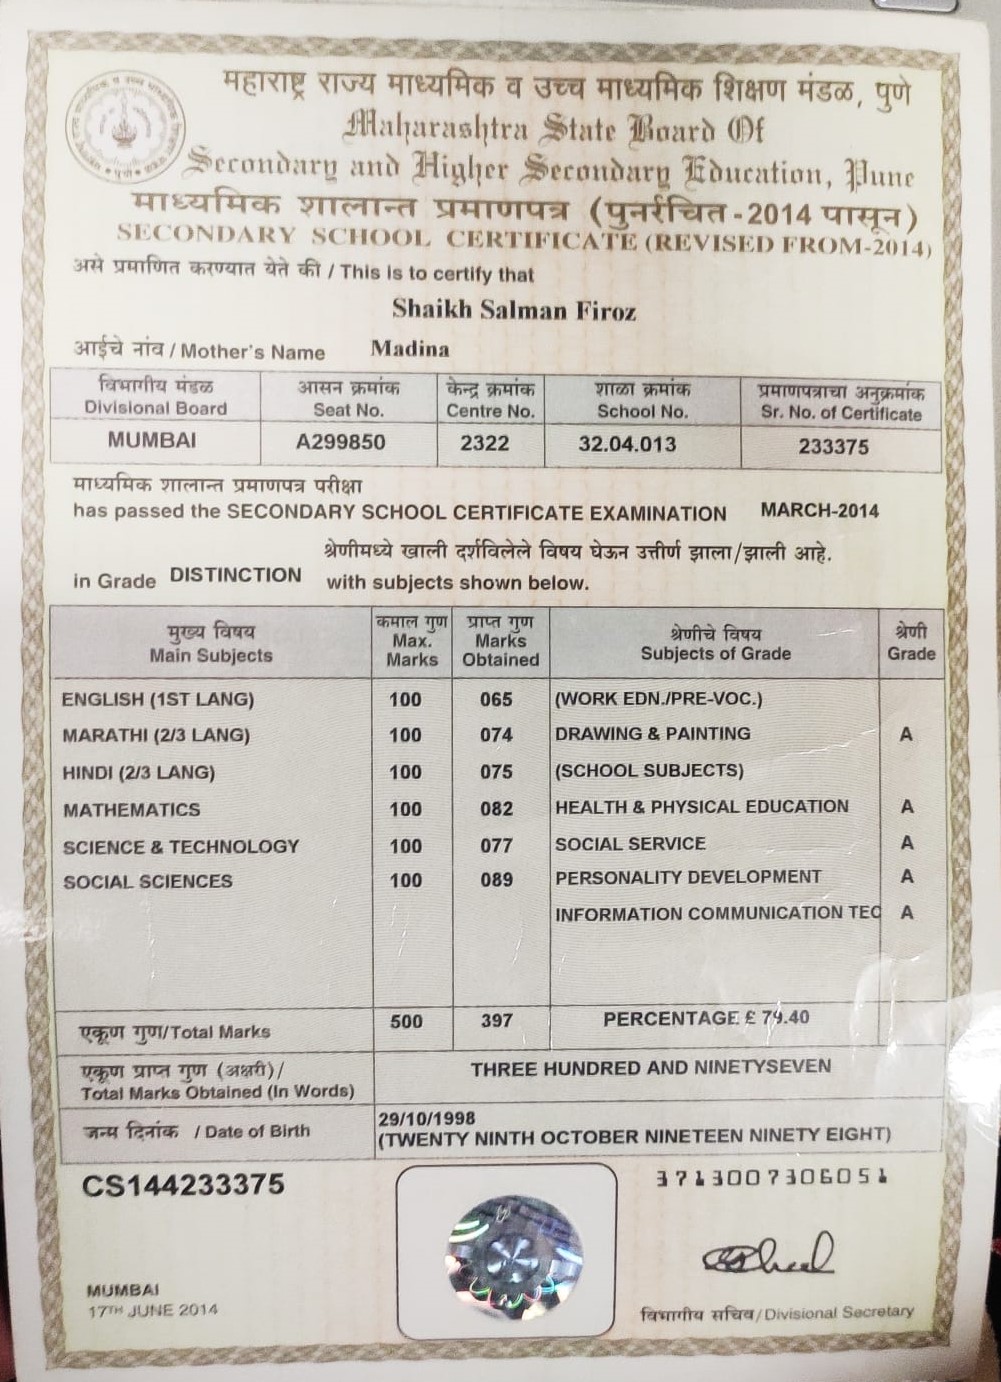 महाराष्ट्र राज्य माध्यमिक व उच्च माध्यमिक शिक्षण मंडळ, पुणे
Maharashtra State Board Of
Secondary and Higher Secondary Education, Pune
माध्यमिक शालान्त प्रमाणपत्र (पुनर्रचित-2014 पासून)
SECONDARY SCHOOL CERTIFICATE (REVISED FROM-2014)
असे प्रमाणित करण्यात येते की / This is to certify that
Shaikh Salman Firoz
आईचे नांव / Mother's Name Madina
विभागीय मंडळ आसन क्रमांक केन्द्र क्रमांक शाळा क्रमांक प्रमाणपत्राचा अनुक्रमांक
Divisional Board Seat No. Centre No. School No. Sr. No. of Certificate
MUMBAI A299850 2322 32.04.013 233375
माध्यमिक शालान्त प्रमाणपत्र परीक्षा
has passed the SECONDARY SCHOOL CERTIFICATE EXAMINATION MARCH-2014
श्रेणीमध्ये खाली दर्शविलेले विषय घेऊन उत्तीर्ण झाला/झाली आहे.
in Grade DISTINCTION with subjects shown below.
मुख्य विषय कमाल गुण प्राप्त गुण श्रेणीचे विषय श्रेणी
Main Subjects Max. Marks Marks Obtained Subjects of Grade Grade
ENGLISH (1ST LANG) 100 065 (WORK EDN./PRE-VOC.)
MARATHI (2/3 LANG) 100 074 DRAWING & PAINTING A
HINDI (2/3 LANG) 100 075 (SCHOOL SUBJECTS)
MATHEMATICS 100 082 HEALTH & PHYSICAL EDUCATION A
SCIENCE & TECHNOLOGY 100 077 SOCIAL SERVICE A
SOCIAL SCIENCES 100 089 PERSONALITY DEVELOPMENT A
INFORMATION COMMUNICATION TEC A
एकूण गुण/Total Marks 500 397 PERCENTAGE £ 79.40
एकूण प्राप्त गुण (अक्षरी)/
Total Marks Obtained (In Words) THREE HUNDRED AND NINETYSEVEN
जन्म दिनांक / Date of Birth 29/10/1998
(TWENTY NINTH OCTOBER NINETEEN NINETY EIGHT)
CS144233375 3713007306051
MUMBAI
17TH JUNE 2014
विभागीय सचिव/Divisional Secretary